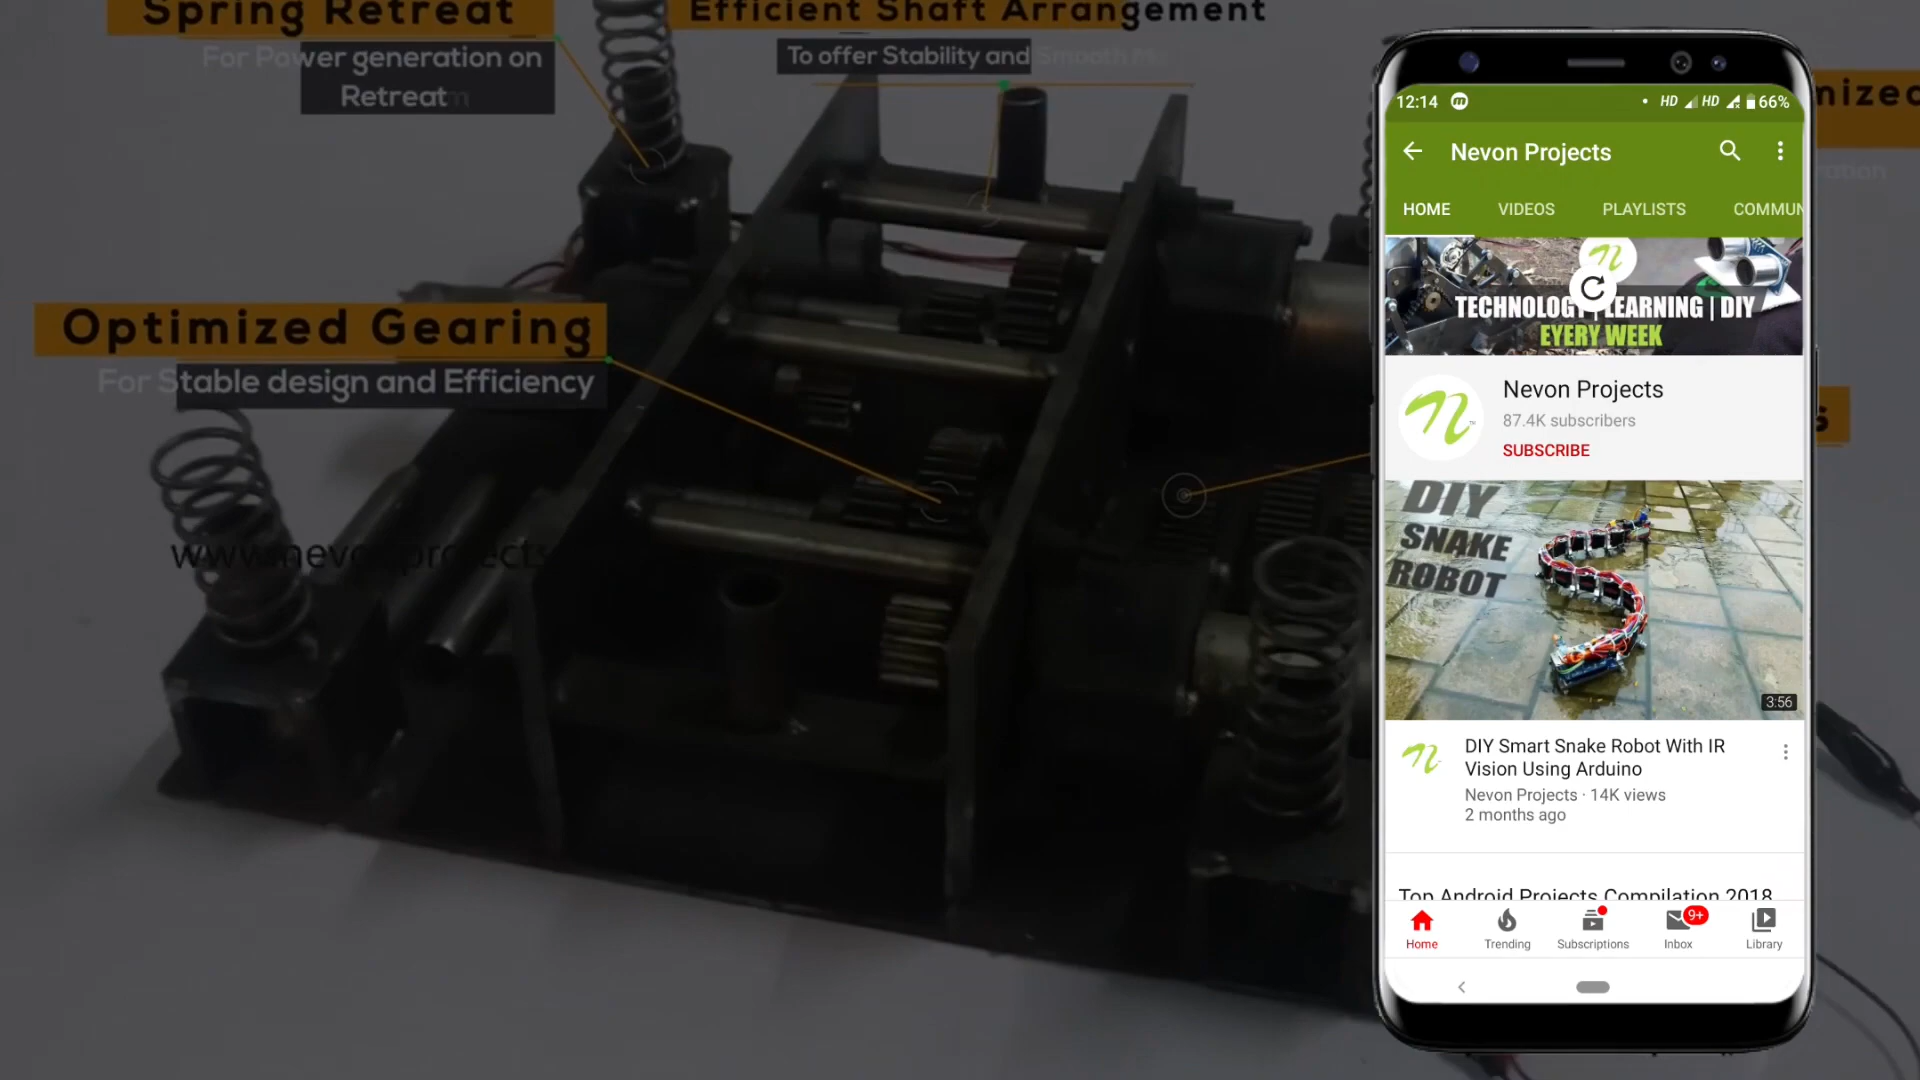 Spring Retreat
For Power generation on
Retreat
Efficient Shaft Arrangement
To offer Stability and Smooth
Optimized Gearing
For Stable design and Efficiency
www.nevonprojects
12:14
HD
HD
66%
Nevon Projects
HOME
VIDEOS
PLAYLISTS
COMMUN
TECHNOLOGY | LEARNING | DIY
EVERY WEEK
Nevon Projects
87.4K subscribers
SUBSCRIBE
DIY
SNAKE
ROBOT
3:56
DIY Smart Snake Robot With IR
Vision Using Arduino
Nevon Projects · 14K views
2 months ago
Top Android Projects Compilation 2018
9+
Home
Trending
Subscriptions
Inbox
Library